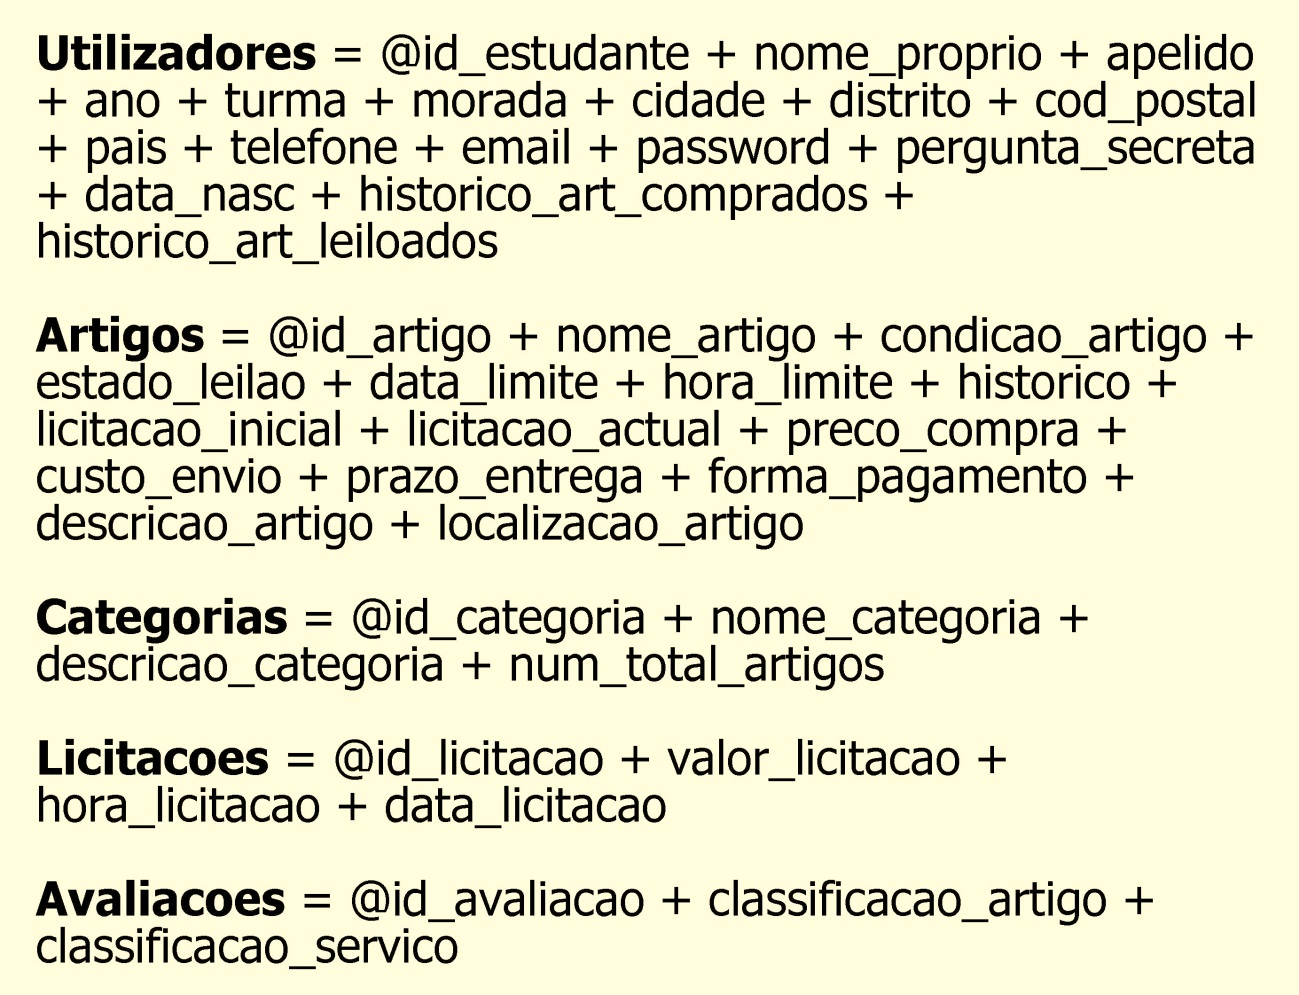 Utilizadores = @id_estudante + nome_proprio + apelido
+ ano + turma + morada + cidade + distrito + cod_postal
+ pais + telefone + email + password + pergunta_secreta
+ data_nasc + historico_art_comprados +
historico_art_leiloados
Artigos = @id_artigo + nome_artigo + condicao_artigo +
estado_leilao + data_limite + hora_limite + historico +
licitacao_inicial + licitacao_actual + preco_compra +
custo_envio + prazo_entrega + forma_pagamento +
descricao_artigo + localizacao_artigo
Categorias = @id_categoria + nome_categoria +
descricao_categoria + num_total_artigos
Licitacoes = @id_licitacao + valor_licitacao +
hora_licitacao + data_licitacao
Avaliacoes = @id_avaliacao + classificacao_artigo +
classificacao_servico